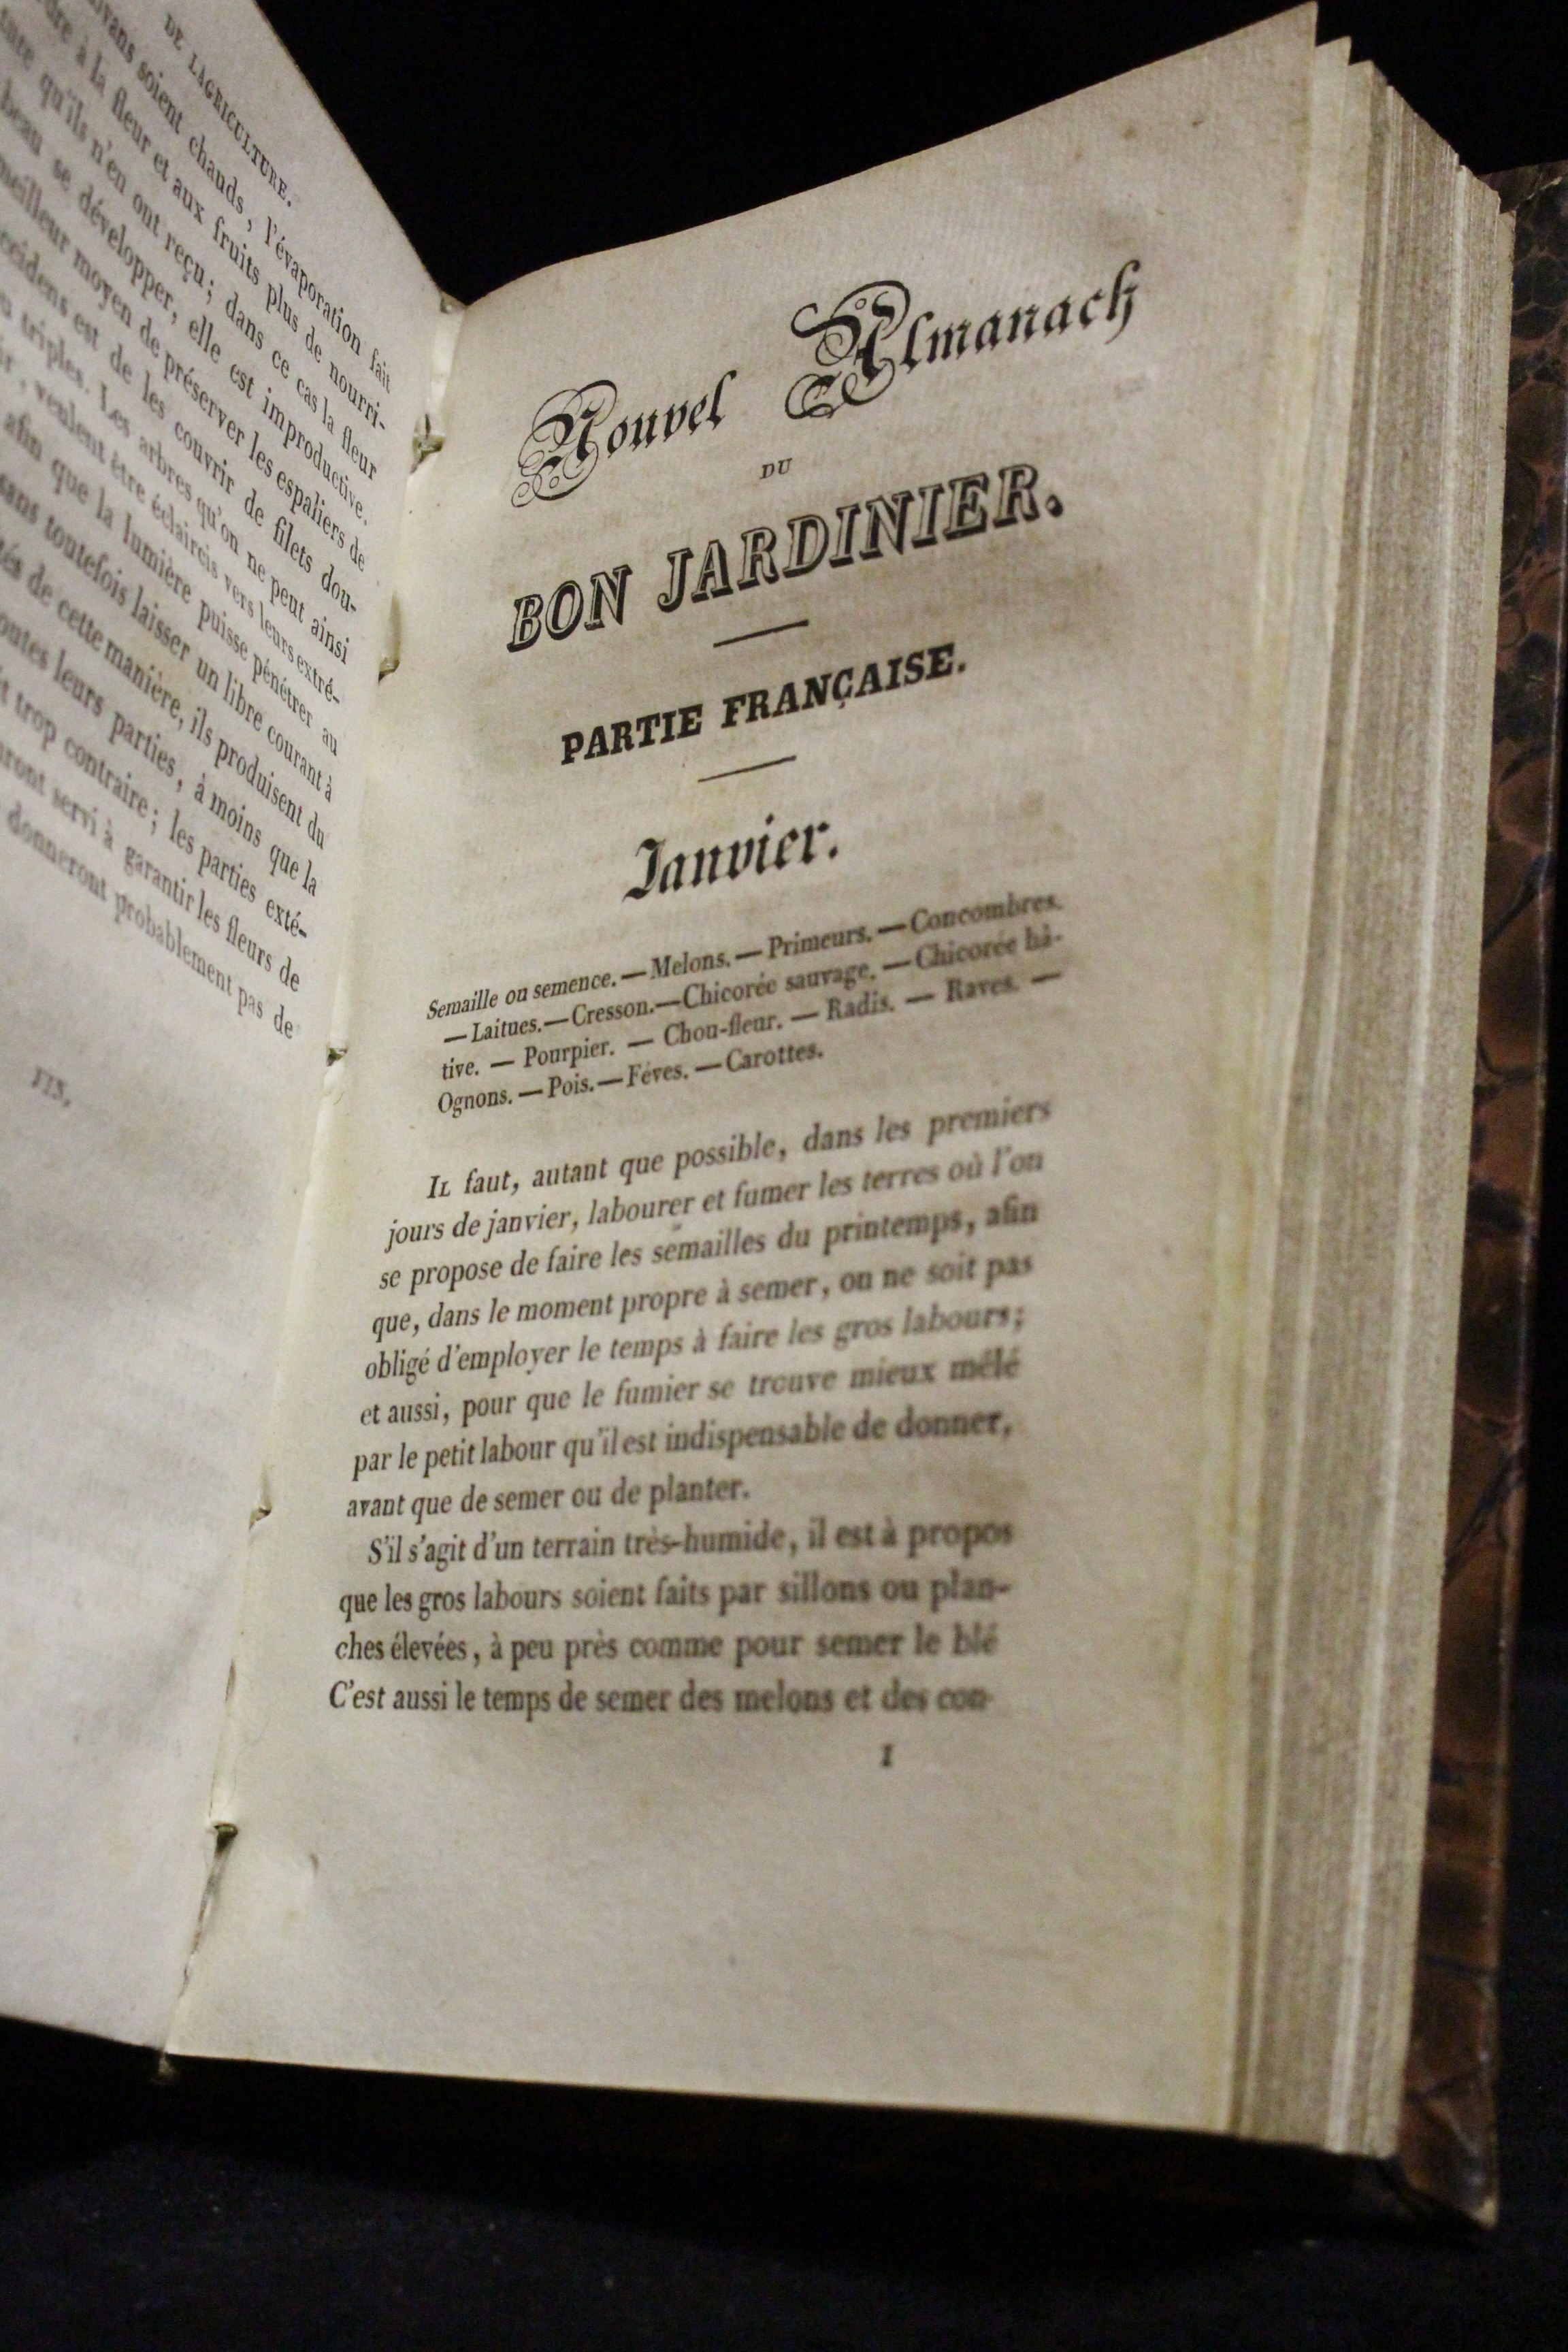 DE L'AGRICULTURE.
soient chauds, l'évaporation fait
à la fleur et aux fruits plus de nourri-
qu'ils n'en ont reçu; dans ce cas la fleur
beau se développer, elle est improductive.
meilleur moyen de préserver les espaliers de
est de les couvrir de filets dou-
triples. Les arbres qu'on ne peut ainsi
veulent être éclaircis vers leurs extré-
afin que la lumière puisse pénétrer au
sans toutefois laisser un libre courant à
de cette manière, ils produisent du
toutes leurs parties, à moins que la
trop contraire; les parties exté-
servi à garantir les fleurs de
donneront probablement pas de
Nouvel Almanach
DU
BON JARDINIER.
PARTIE FRANÇAISE.
Janvier.
Semaille ou semence. — Melons. — Primeurs. — Concombres.
— Laitues. — Cresson. — Chicorée sauvage. — Chicorée hâ-
tive. — Pourpier. — Chou-fleur. — Radis. — Raves. —
Ognons. — Pois. — Féves. — Carottes.
IL faut, autant que possible, dans les premiers
jours de janvier, labourer et fumer les terres où l'on
se propose de faire les semailles du printemps, afin
que, dans le moment propre à semer, on ne soit pas
obligé d'employer le temps à faire les gros labours;
et aussi, pour que le fumier se trouve mieux mêlé
par le petit labour qu'il est indispensable de donner,
avant que de semer ou de planter.
S'il s'agit d'un terrain très-humide, il est à propos
que les gros labours soient faits par sillons ou plan-
ches élevées, à peu près comme pour semer le blé
C'est aussi le temps de semer des melons et des con-
1